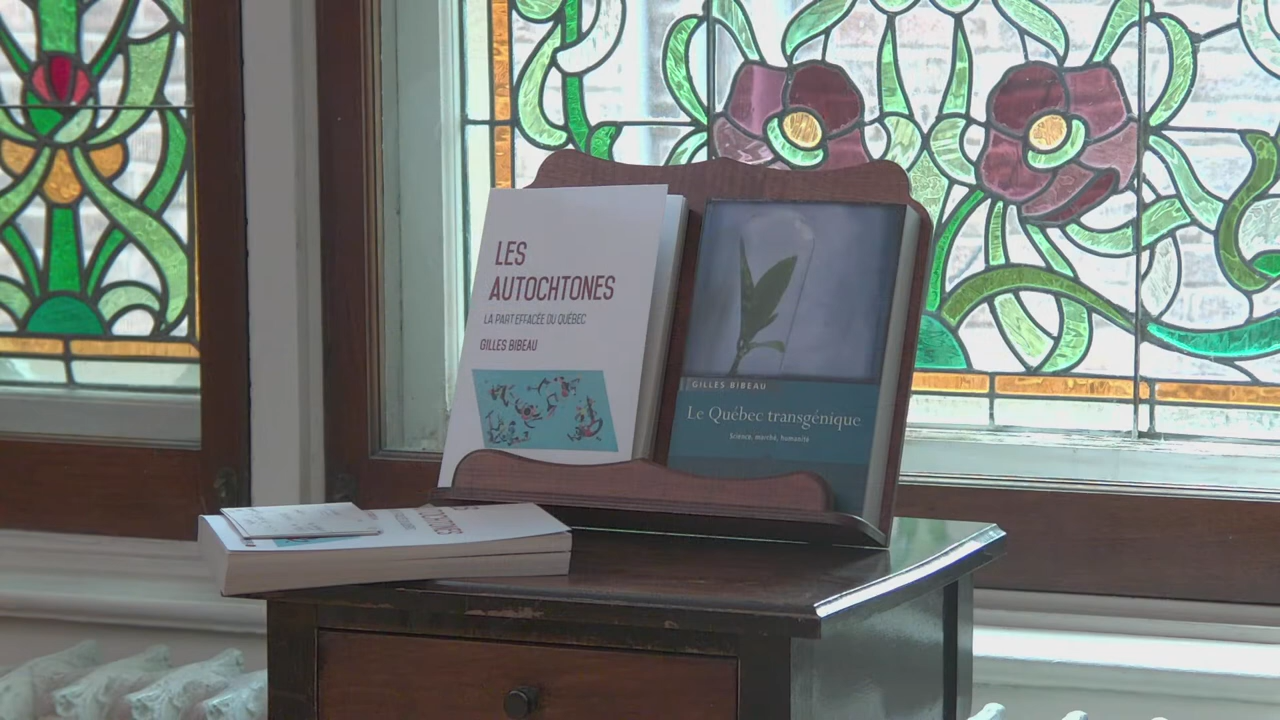 LES
AUTOCHTONES
LA PART EFFACÉE DU QUÉBEC
GILLES BIBEAU
GILLES BIBEAU
Le Québec transgénique
Science, marché, humanité